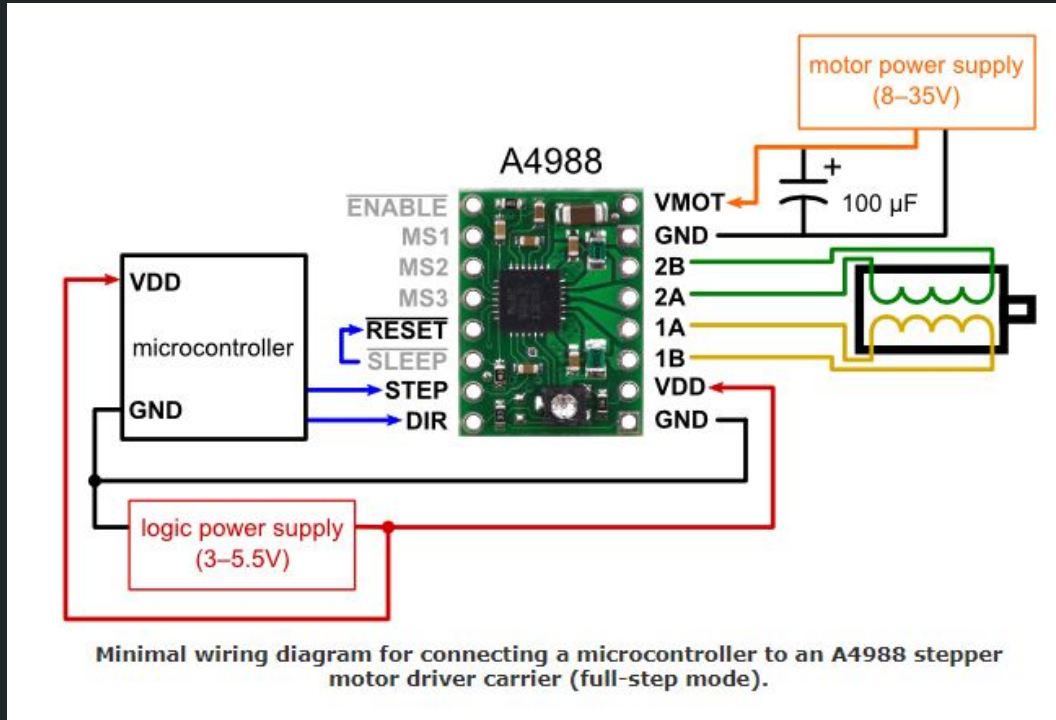 motor power supply
(8–35V)
A4988
ENABLE
VMOT
+
100 µF
MS1
GND
MS2
2B
VDD
MS3
2A
microcontroller
RESET
1A
SLEEP
1B
STEP
VDD
GND
DIR
GND
logic power supply
(3–5.5V)
Minimal wiring diagram for connecting a microcontroller to an A4988 stepper
motor driver carrier (full-step mode).